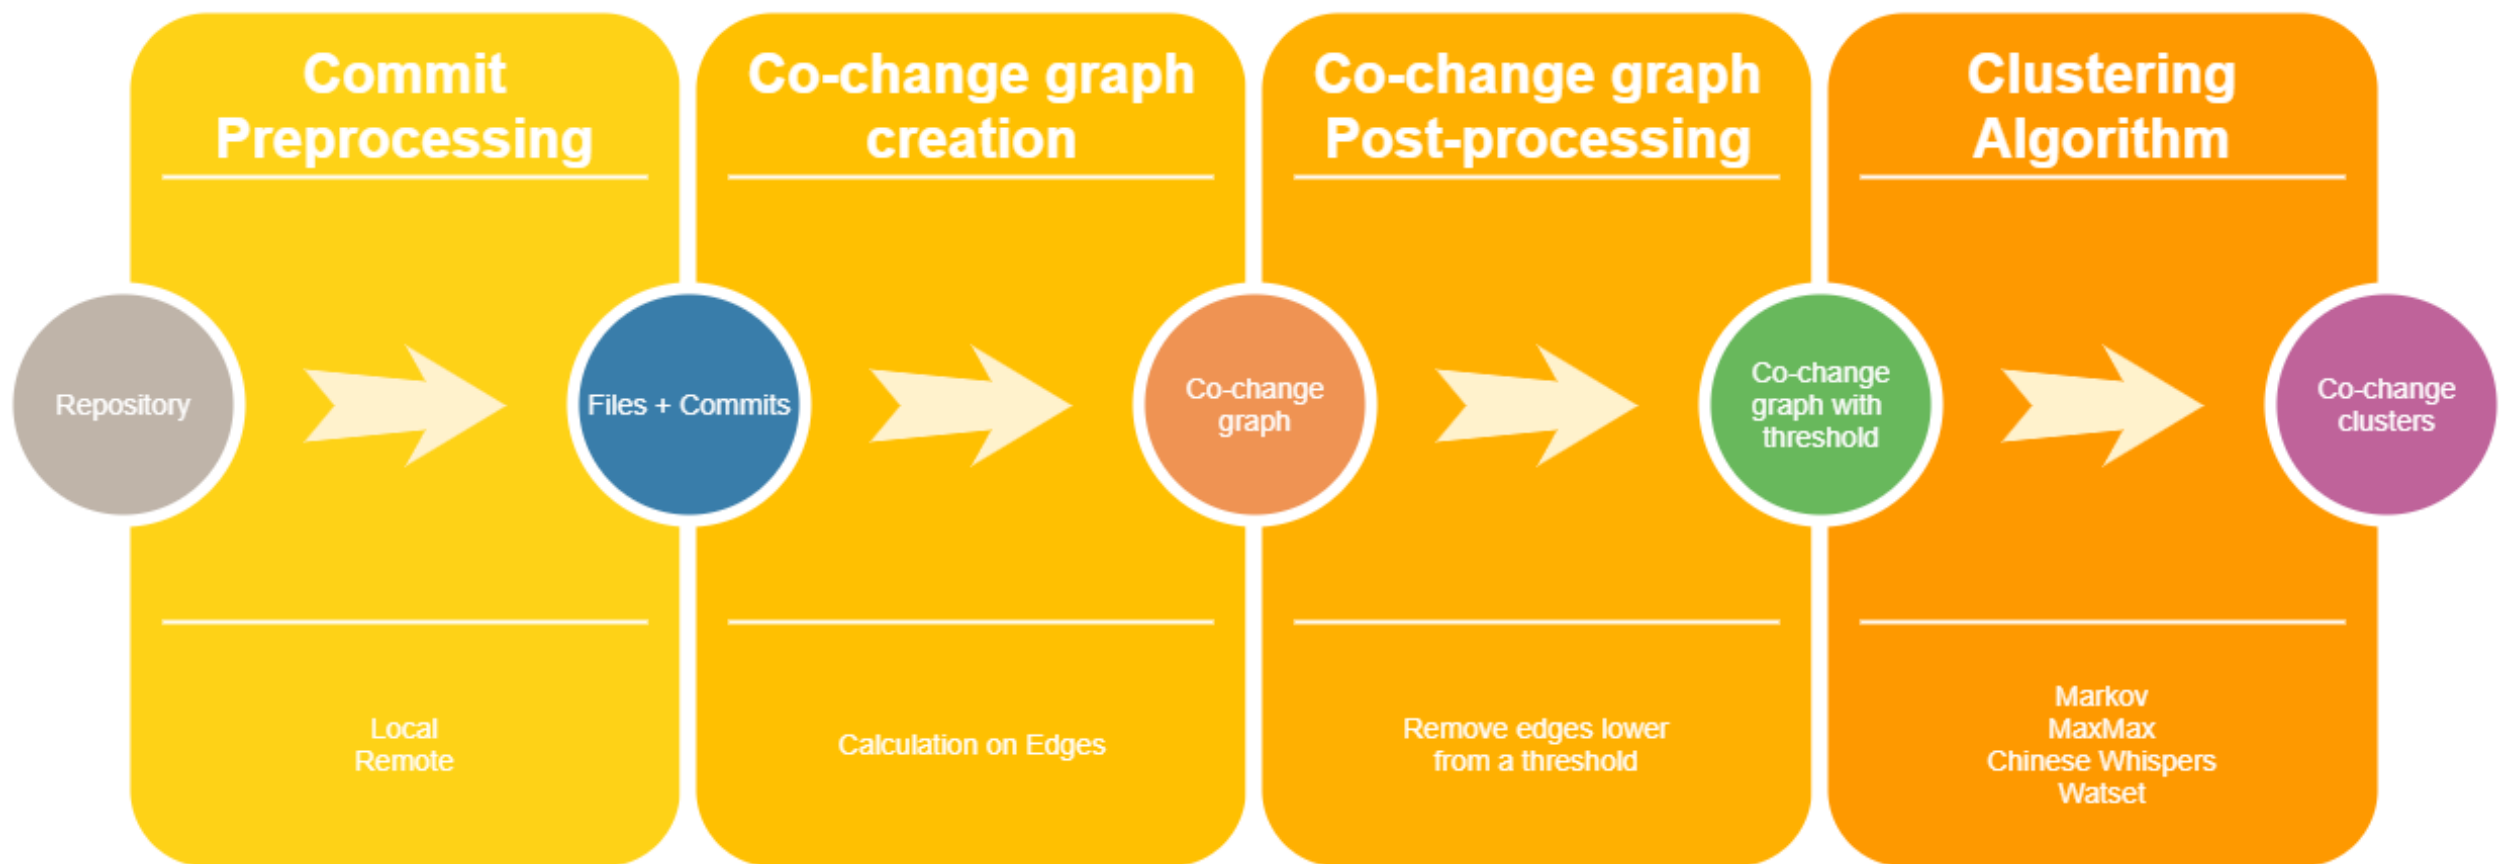 Commit
Preprocessing
Co-change graph
creation
Co-change graph
Post-processing
Clustering
Algorithm
Repository
Files + Commits
Co-change
graph
Co-change
graph with
threshold
Co-change
clusters
Local
Remote
Calculation on Edges
Remove edges lower
from a threshold
Markov
MaxMax
Chinese Whispers
Watset